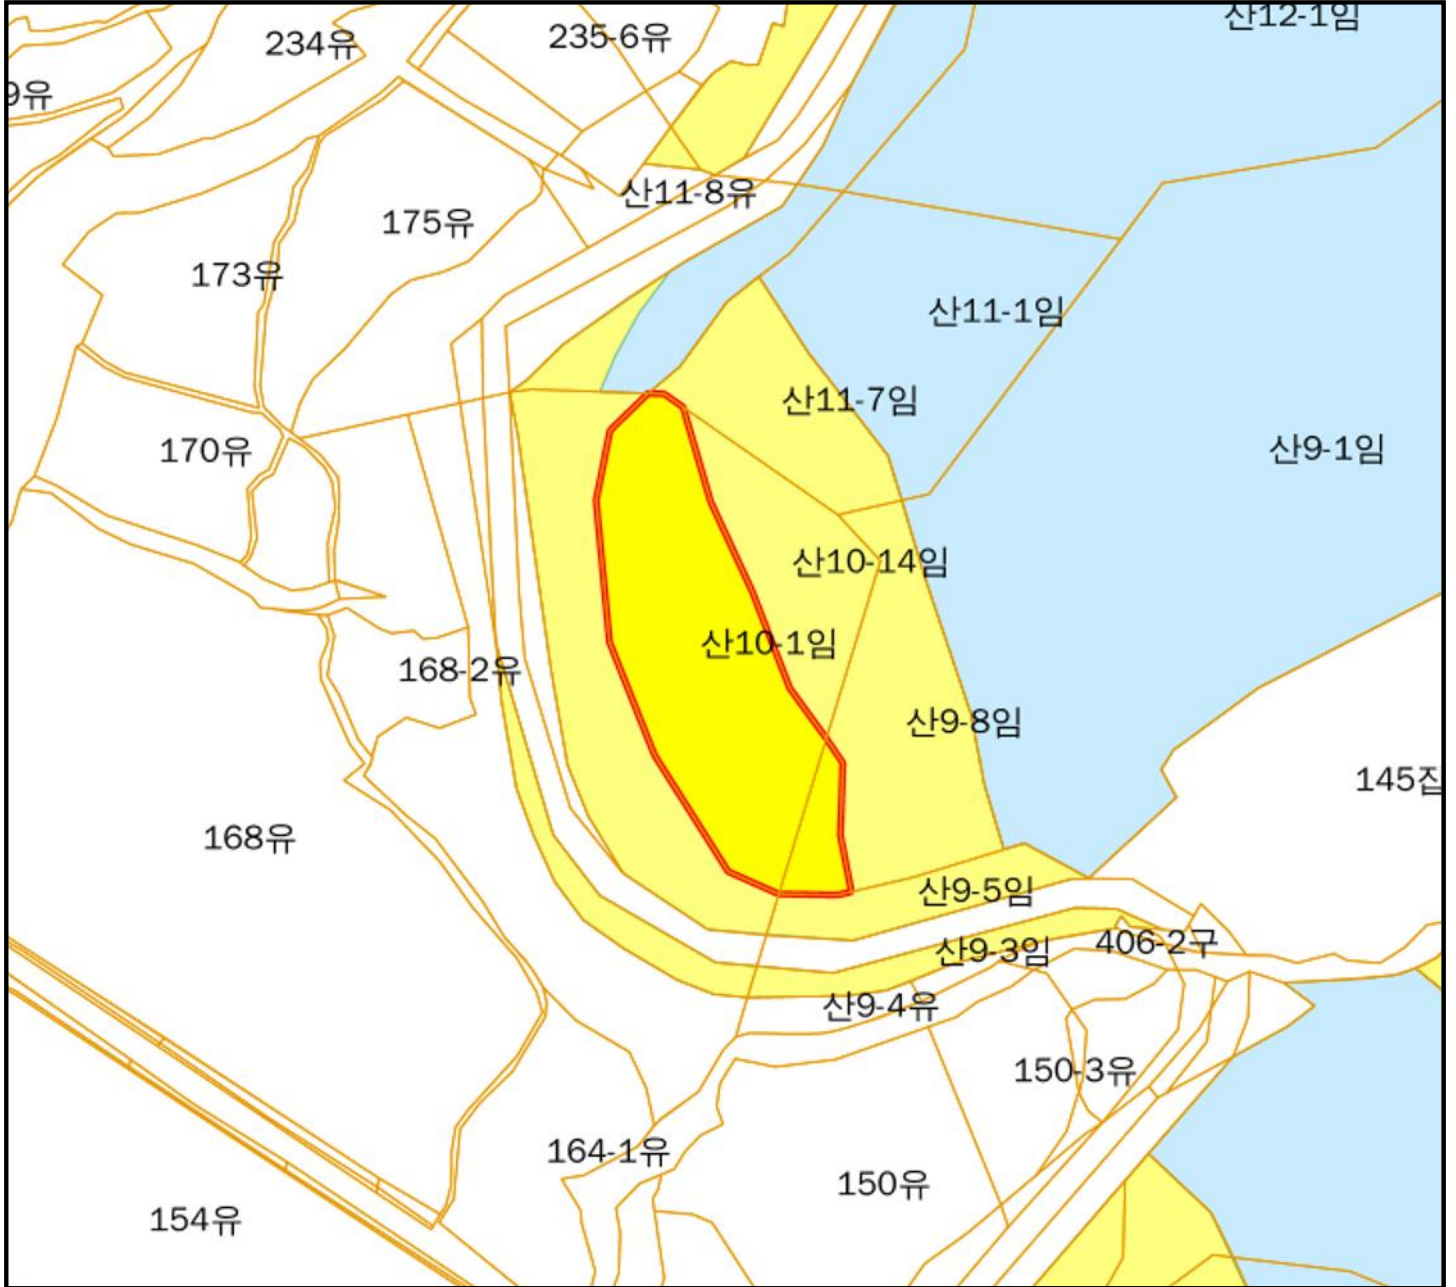 산12-1임
234유
235-6유
9유
산11-8유
175유
173유
산11-1임
산11-7임
170유
산9-1임
산10-14임
산10-1임
168-2유
산9-8임
145잡
168유
산9-5임
406-2구
산9-3임
산9-4유
150-3유
164-1유
150유
154유